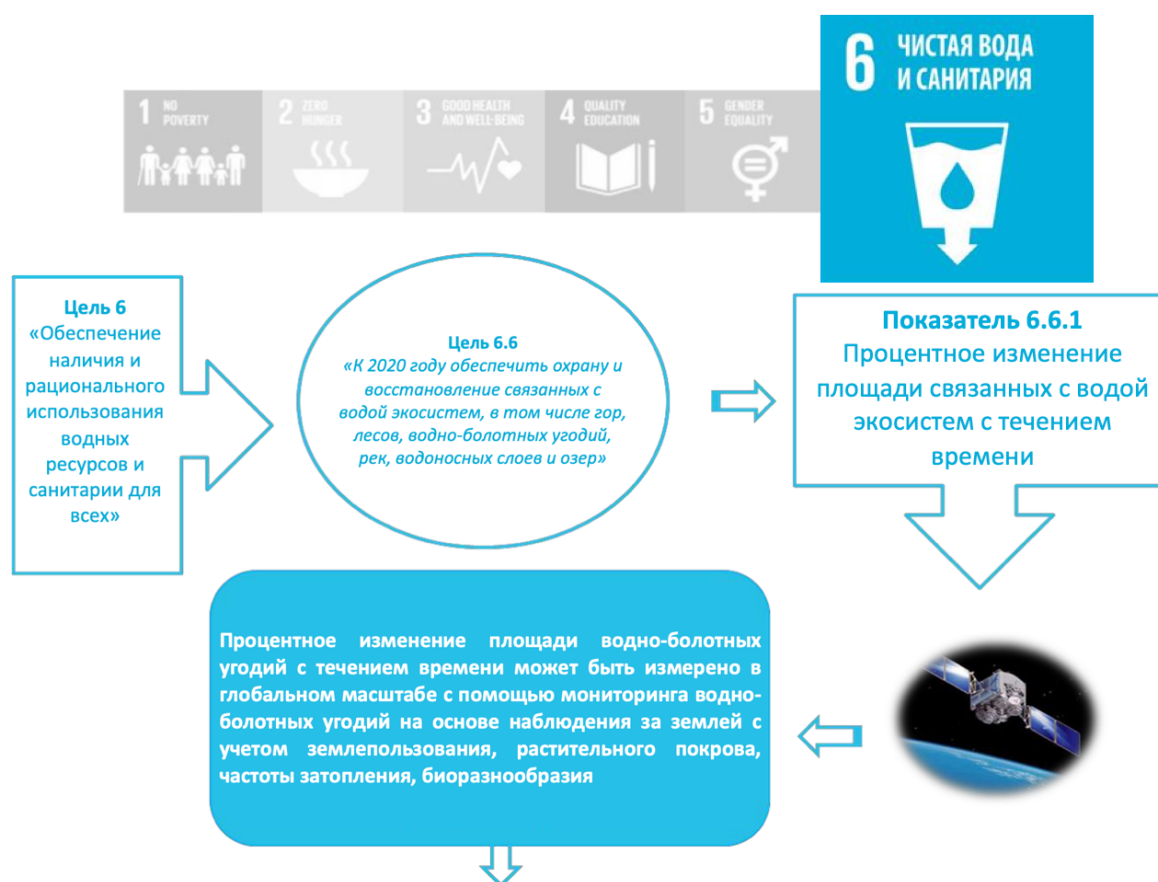 6 ЧИСТАЯ ВОДА
И САНИТАРИЯ
1 NO
POVERTY
2 ZERO
HUNGER
3 GOOD HEALTH
AND WELL-BEING
4 QUALITY
EDUCATION
5 GENDER
EQUALITY
Цель 6
«Обеспечение
наличия и
рационального
использования
водных
ресурсов и
санитарии для
всех»
Цель 6.6
«К 2020 году обеспечить охрану и
восстановление связанных с
водой экосистем, в том числе гор,
лесов, водно-болотных угодий,
рек, водоносных слоев и озер»
Показатель 6.6.1
Процентное изменение
площади связанных с водой
экосистем с течением
времени
Процентное изменение площади водно-болотных
угодий с течением времени может быть измерено в
глобальном масштабе с помощью мониторинга водно-
болотных угодий на основе наблюдения за землей с
учетом землепользования, растительного покрова,
частоты затопления, биоразнообразия